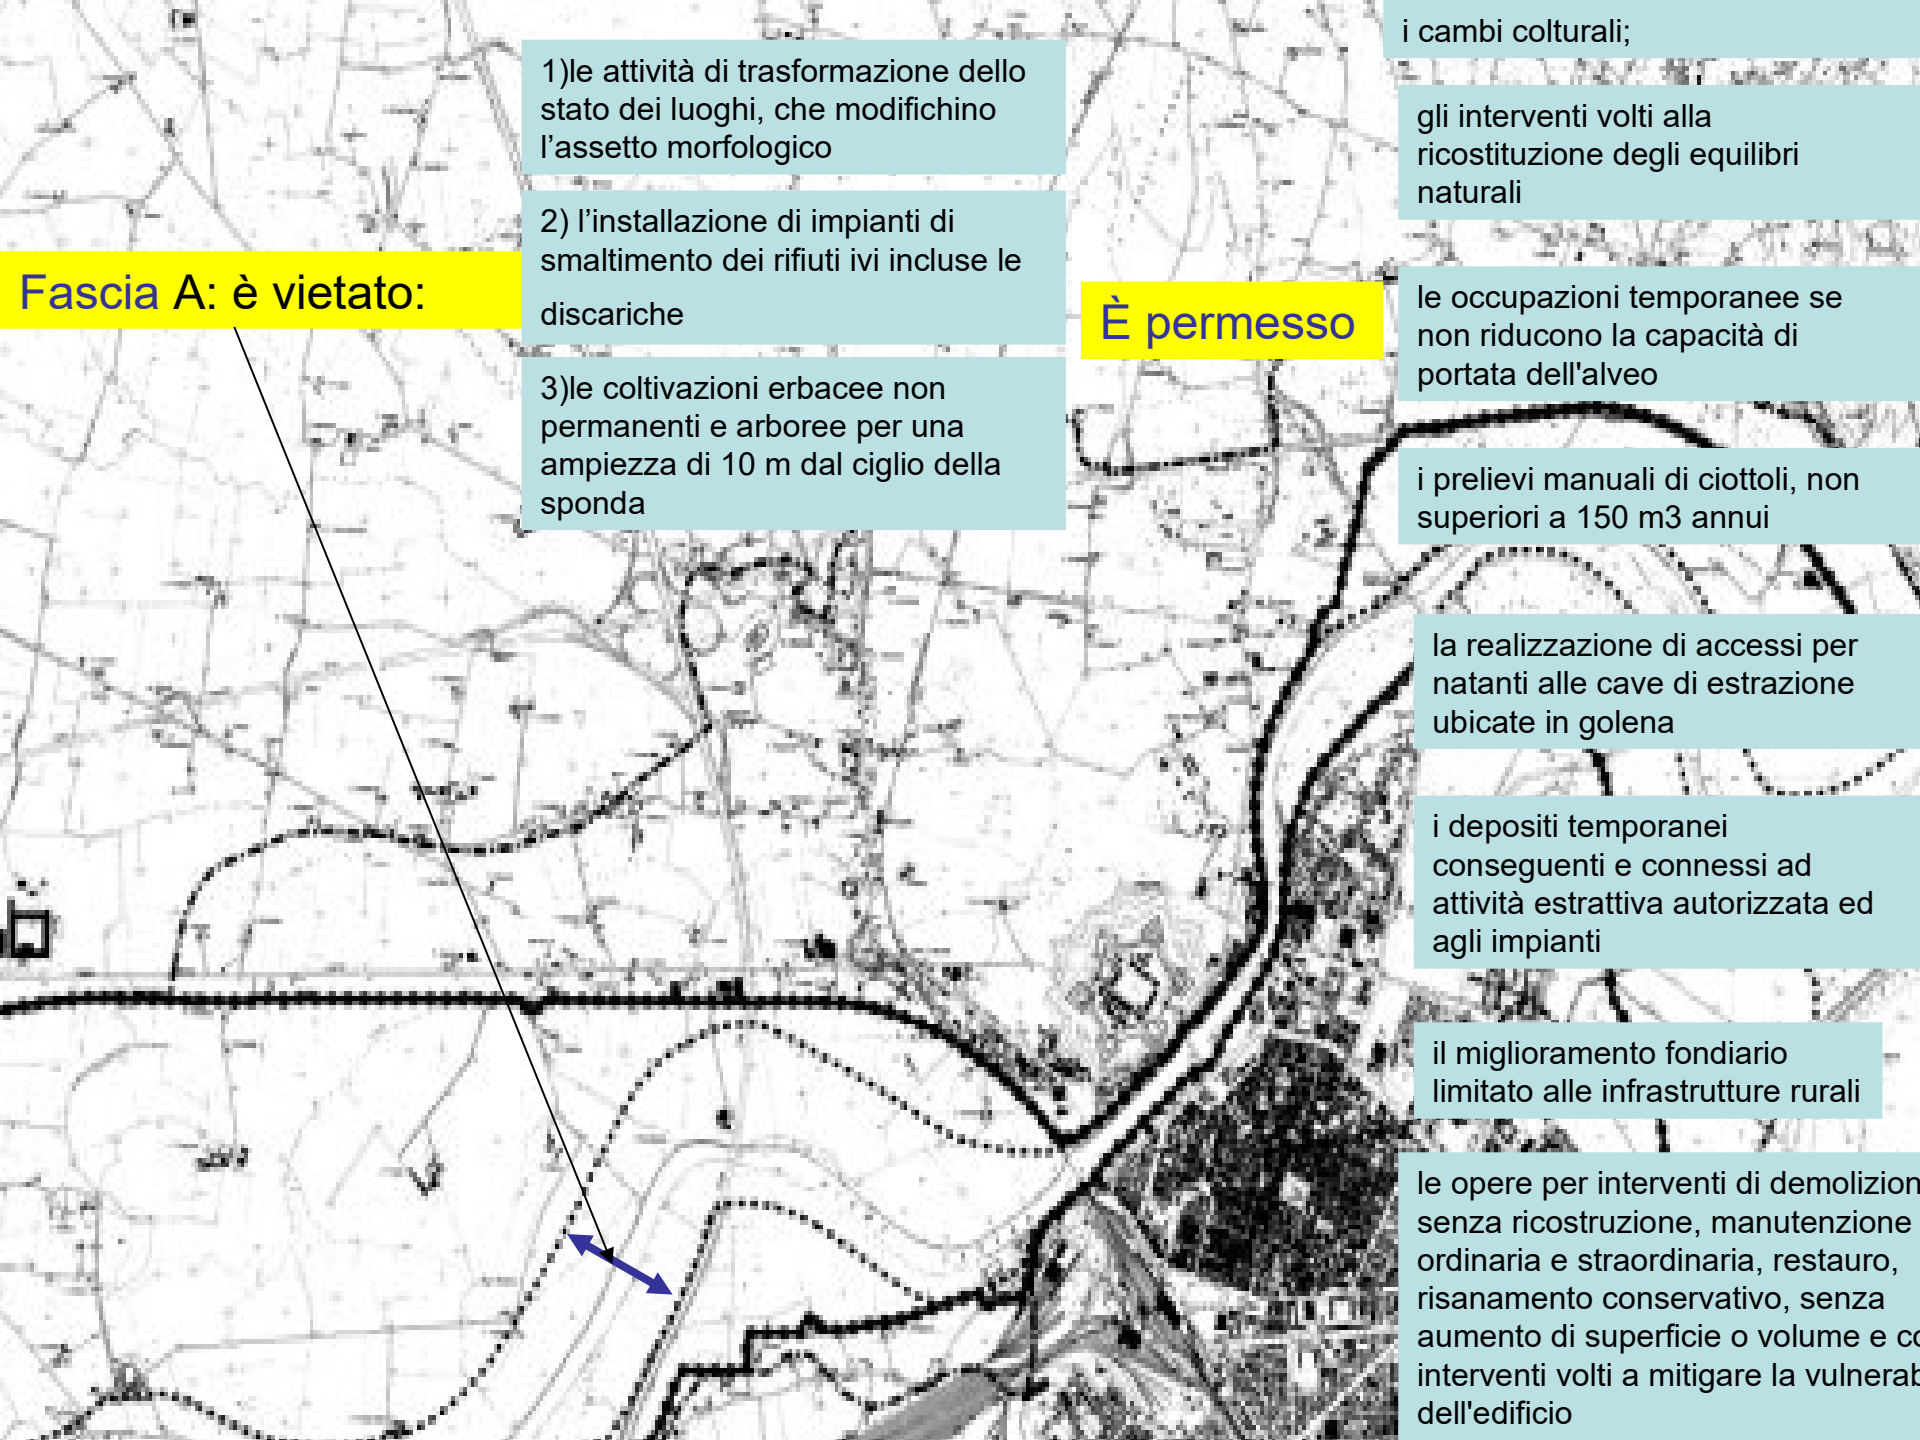 Fascia A: è vietato:
1)le attività di trasformazione dello
stato dei luoghi, che modifichino
l’assetto morfologico
2) l’installazione di impianti di
smaltimento dei rifiuti ivi incluse le
discariche
3)le coltivazioni erbacee non
permanenti e arboree per una
ampiezza di 10 m dal ciglio della
sponda
È permesso
i cambi colturali;
gli interventi volti alla
ricostituzione degli equilibri
naturali
le occupazioni temporanee se
non riducono la capacità di
portata dell'alveo
i prelievi manuali di ciottoli, non
superiori a 150 m3 annui
la realizzazione di accessi per
natanti alle cave di estrazione
ubicate in golena
i depositi temporanei
conseguenti e connessi ad
attività estrattiva autorizzata ed
agli impianti
il miglioramento fondiario
limitato alle infrastrutture rurali
le opere per interventi di demolizion
senza ricostruzione, manutenzione
ordinaria e straordinaria, restauro,
risanamento conservativo, senza
aumento di superficie o volume e
interventi volti a mitigare la vulnerab
dell'edificio